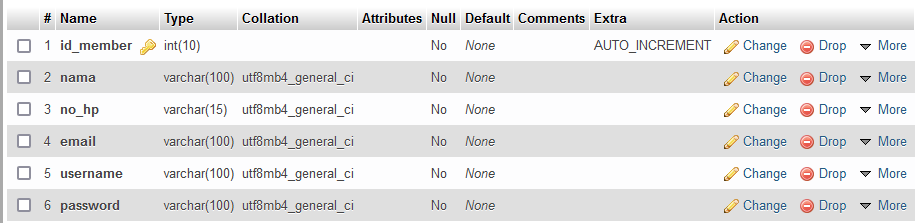 # Name Type Collation Attributes Null Default Comments Extra Action
1 id_member int(10) No None AUTO_INCREMENT Change Drop More
2 nama varchar(100) utf8mb4_general_ci No None Change Drop More
3 no_hp varchar(15) utf8mb4_general_ci No None Change Drop More
4 email varchar(100) utf8mb4_general_ci No None Change Drop More
5 username varchar(100) utf8mb4_general_ci No None Change Drop More
6 password varchar(100) utf8mb4_general_ci No None Change Drop More